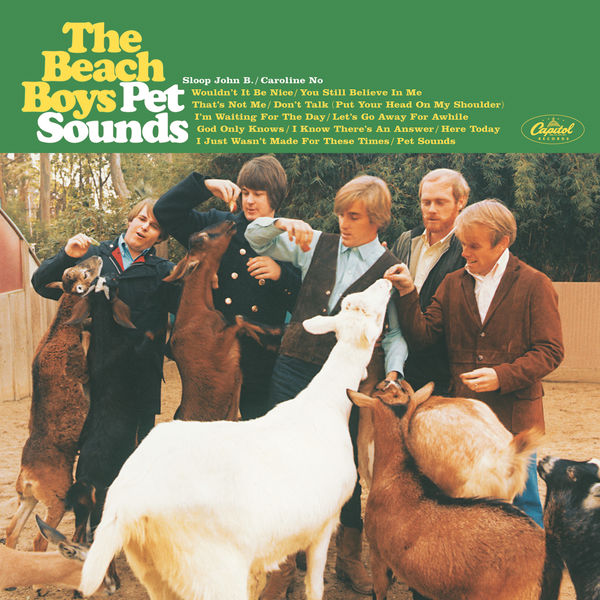 The
Beach
Boys Pet
Sounds
Sloop John B. / Caroline No
Wouldn't It Be Nice / You Still Believe In Me
That's Not Me / Don't Talk (Put Your Head On My Shoulder)
I'm Waiting For The Day / Let's Go Away For Awhile
God Only Knows / I Know There's An Answer / Here Today
I Just Wasn't Made For These Times / Pet Sounds
Capitol
RECORDS